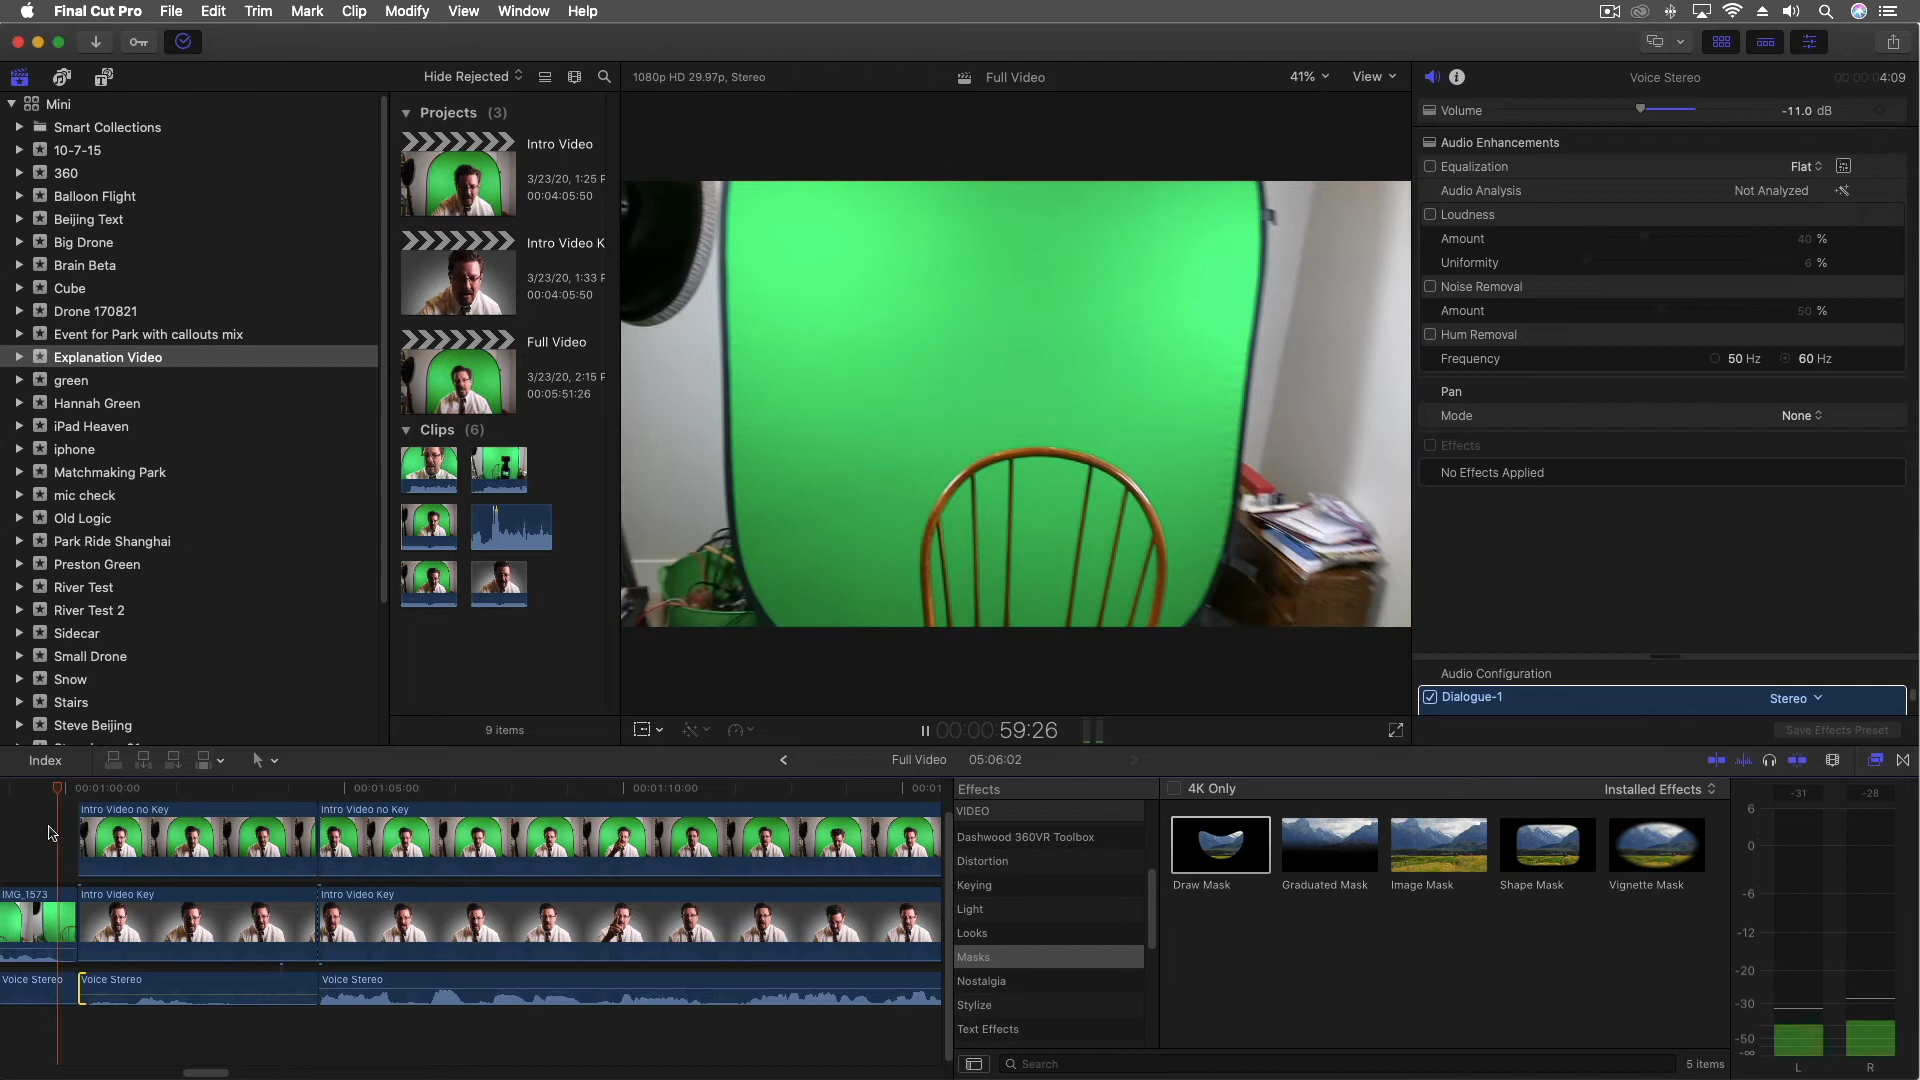 Final Cut Pro File Edit Trim Mark Clip Modify View Window Help
Hide Rejected
1080p HD 29.97p, Stereo
Full Video
41%
View
Voice Stereo
00:00:04:09
Mini
Smart Collections
10-7-15
360
Balloon Flight
Beijing Text
Big Drone
Brain Beta
Cube
Drone 170821
Event for Park with callouts mix
Explanation Video
green
Hannah Green
iPad Heaven
iphone
Matchmaking Park
mic check
Old Logic
Park Ride Shanghai
Preston Green
River Test
River Test 2
Sidecar
Small Drone
Snow
Stairs
Steve Beijing
Projects (3)
Intro Video
3/23/20, 1:25 P
00:04:05:50
Intro Video K
3/23/20, 1:33 P
00:04:05:50
Full Video
3/23/20, 2:15 P
00:05:51:26
Clips (6)
9 items
00:00:59:26
Volume -11.0 dB
Audio Enhancements
Equalization Flat
Audio Analysis Not Analyzed
Loudness
Amount 40 %
Uniformity 6 %
Noise Removal
Amount 50 %
Hum Removal
Frequency 50 Hz 60 Hz
Pan
Mode None
Effects
No Effects Applied
Audio Configuration
Dialogue-1 Stereo
Save Effects Preset
Index
Full Video 05:06:02
00:01:00:00 00:01:05:00 00:01:10:00 00:01
Intro Video no Key Intro Video no Key
IMG_1573 Intro Video Key Intro Video Key
Voice Stereo Voice Stereo Voice Stereo
Effects
VIDEO
Dashwood 360VR Toolbox
Distortion
Keying
Light
Looks
Masks
Nostalgia
Stylize
Text Effects
4K Only
Installed Effects
Draw Mask Graduated Mask Image Mask Shape Mask Vignette Mask
Search
5 items
-31 -28
6
0
-6
-12
-20
-30
-50
-∞
L R